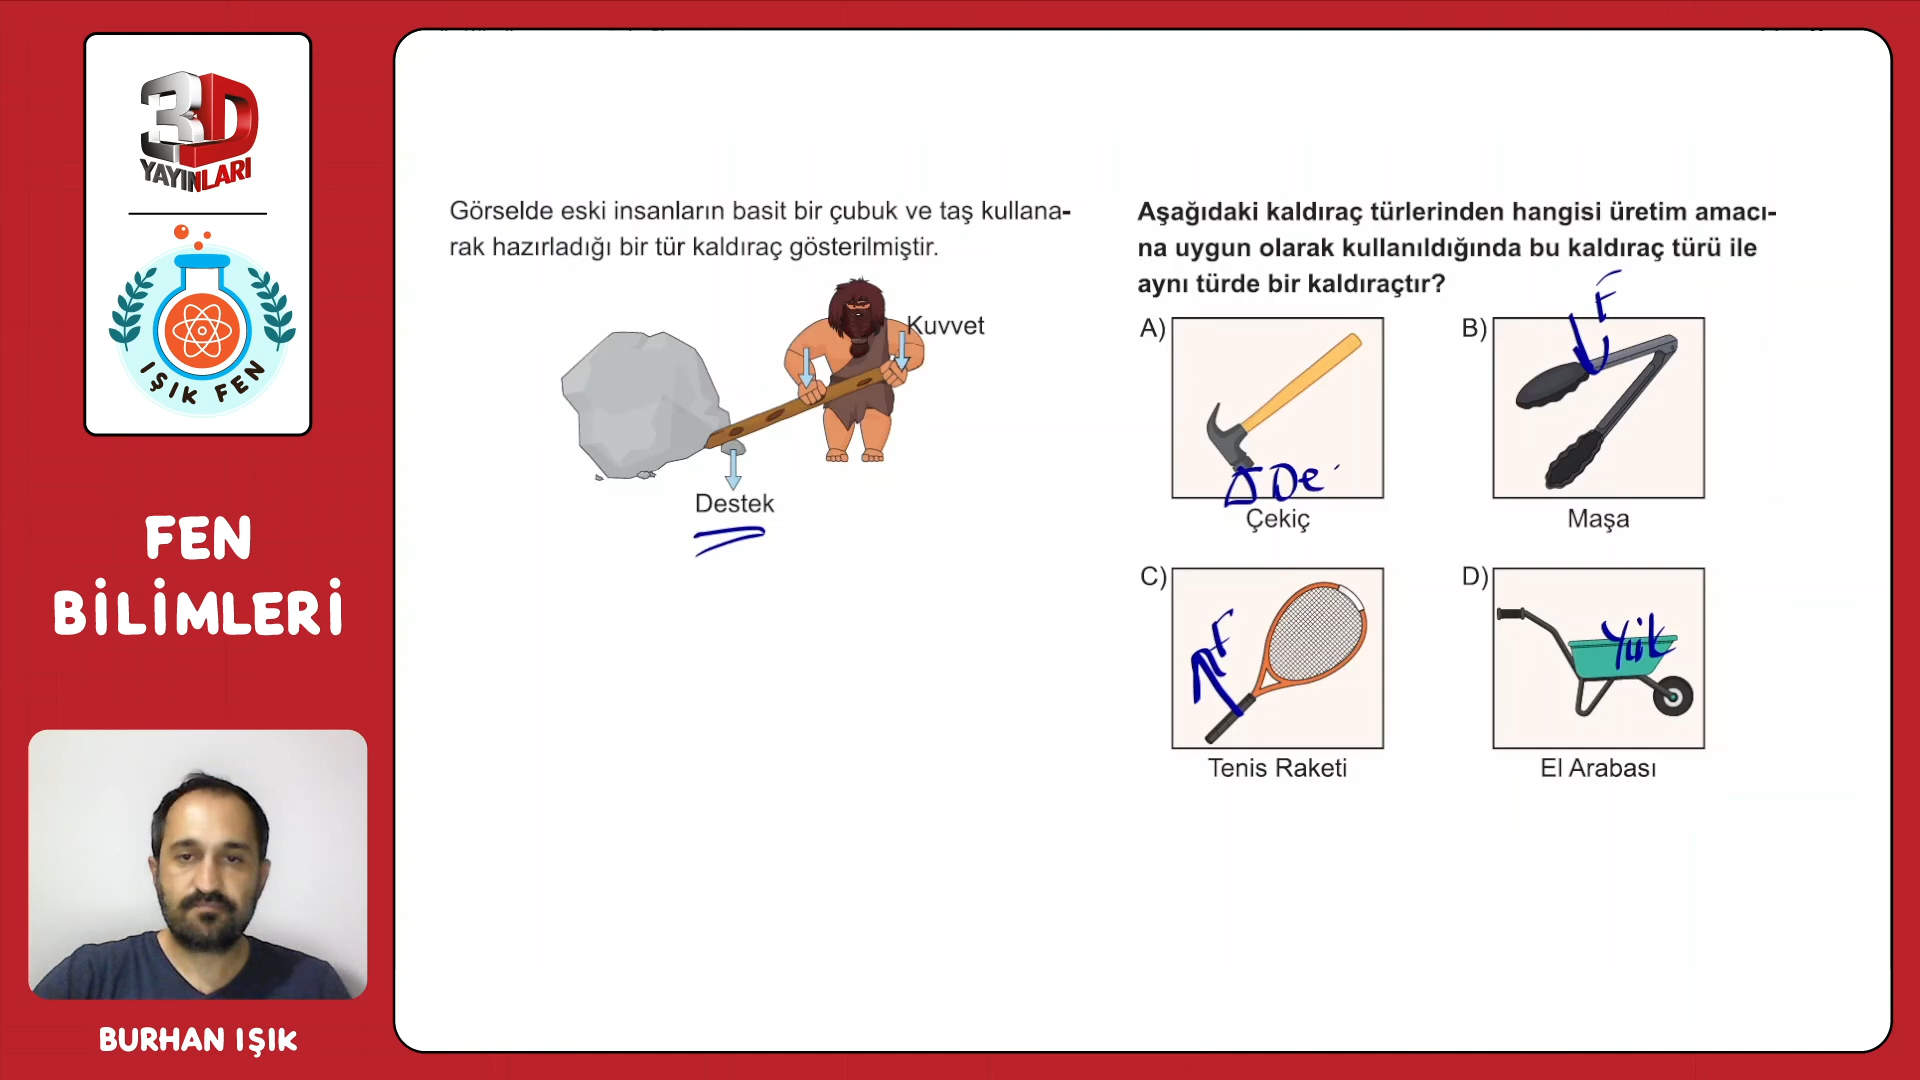 3D
YAYINLARI
IŞIK FEN
FEN
BİLİMLERİ
BURHAN IŞIK
Görselde eski insanların basit bir çubuk ve taş kullana-
rak hazırladığı bir tür kaldıraç gösterilmiştir.
Kuvvet
Destek
Aşağıdaki kaldıraç türlerinden hangisi üretim amacı-
na uygun olarak kullanıldığında bu kaldıraç türü ile
aynı türde bir kaldıraçtır?
A)
De
Çekiç
B)
F
Maşa
C)
F
Tenis Raketi
D)
Yük
El Arabası